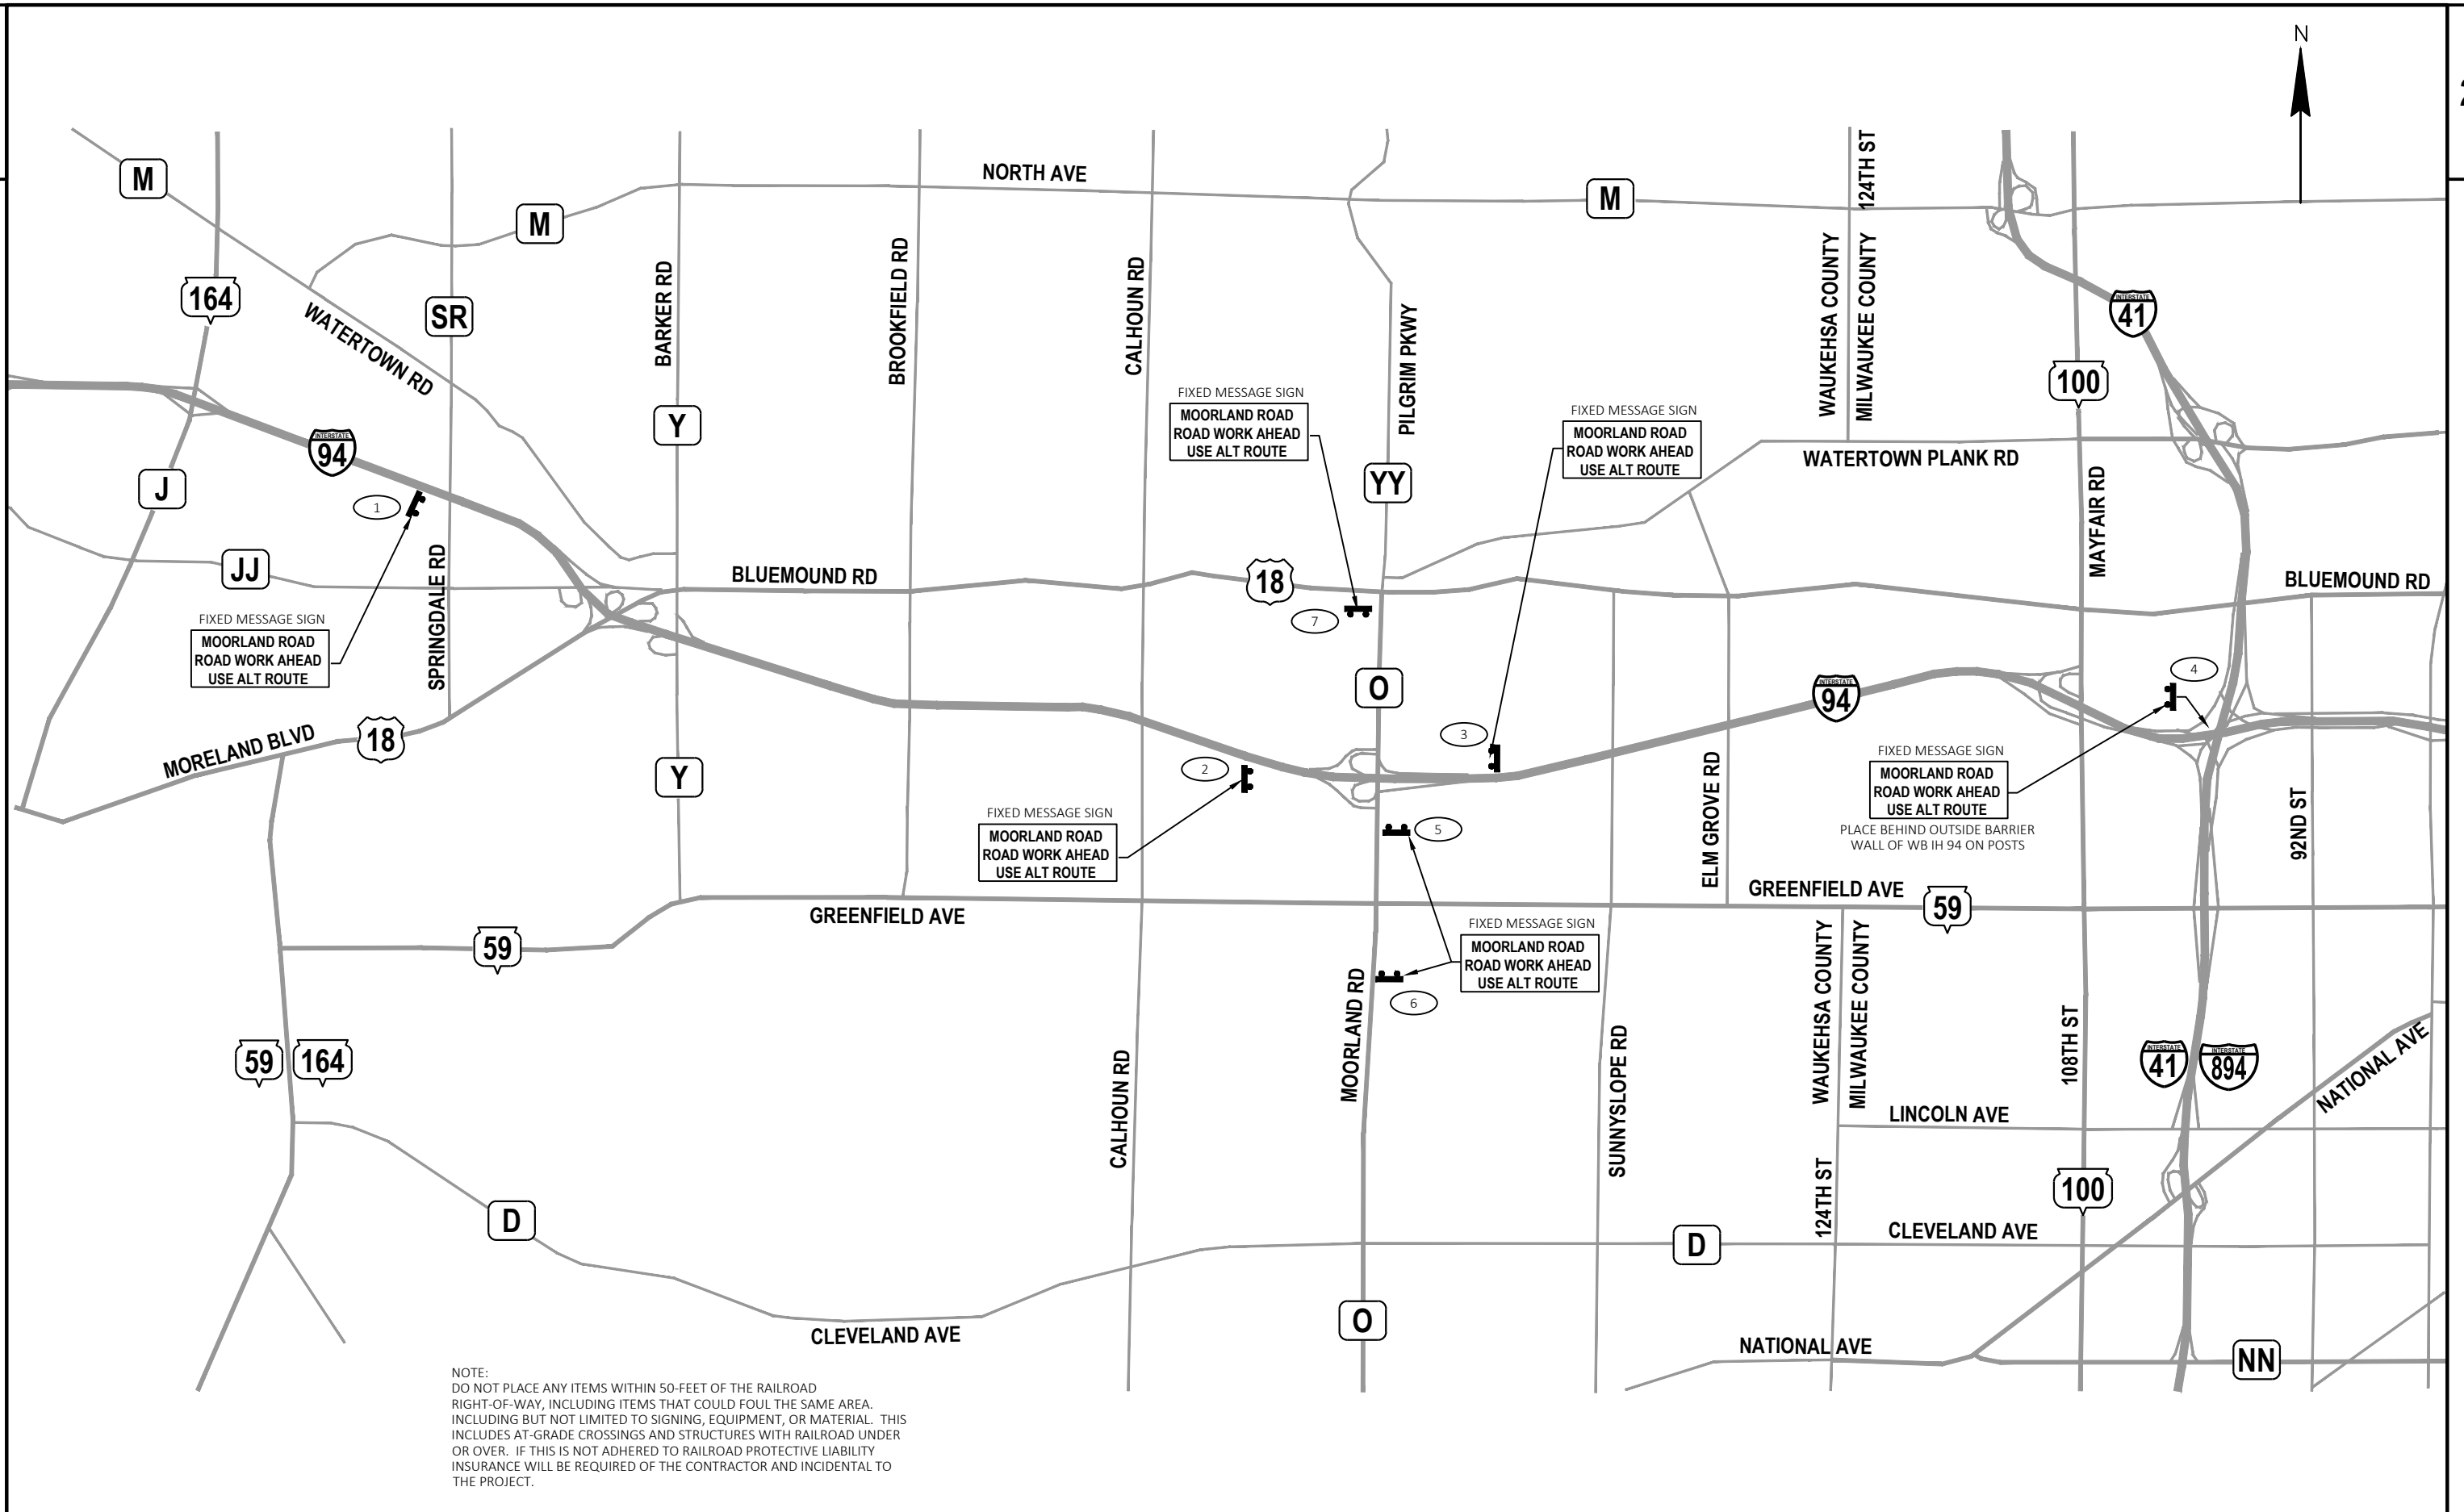 N
M
NORTH AVE
M
M
124TH ST
164
SR
BARKER RD
BROOKFIELD RD
CALHOUN RD
PILGRIM PKWY
WAUKEHSA COUNTY
MILWAUKEE COUNTY
INTERSTATE
41
WATERTOWN RD
100
INTERSTATE
94
Y
FIXED MESSAGE SIGN
MOORLAND ROAD
ROAD WORK AHEAD
USE ALT ROUTE
FIXED MESSAGE SIGN
MOORLAND ROAD
ROAD WORK AHEAD
USE ALT ROUTE
WATERTOWN PLANK RD
J
1
YY
MAYFAIR RD
JJ
SPRINGDALE RD
BLUEMOUND RD
18
BLUEMOUND RD
7
FIXED MESSAGE SIGN
MOORLAND ROAD
ROAD WORK AHEAD
USE ALT ROUTE
O
INTERSTATE
94
4
MORELAND BLVD
18
Y
2
3
ELM GROVE RD
FIXED MESSAGE SIGN
MOORLAND ROAD
ROAD WORK AHEAD
USE ALT ROUTE
PLACE BEHIND OUTSIDE BARRIER
WALL OF WB IH 94 ON POSTS
92ND ST
FIXED MESSAGE SIGN
MOORLAND ROAD
ROAD WORK AHEAD
USE ALT ROUTE
5
GREENFIELD AVE
GREENFIELD AVE
59
59
FIXED MESSAGE SIGN
MOORLAND ROAD
ROAD WORK AHEAD
USE ALT ROUTE
6
MOORLAND RD
WAUKEHSA COUNTY
MILWAUKEE COUNTY
59
164
CALHOUN RD
SUNNYSLOPE RD
108TH ST
INTERSTATE
41
INTERSTATE
894
NATIONAL AVE
LINCOLN AVE
124TH ST
100
D
D
CLEVELAND AVE
CLEVELAND AVE
O
NATIONAL AVE
NN
NOTE:
DO NOT PLACE ANY ITEMS WITHIN 50-FEET OF THE RAILROAD
RIGHT-OF-WAY, INCLUDING ITEMS THAT COULD FOUL THE SAME AREA.
INCLUDING BUT NOT LIMITED TO SIGNING, EQUIPMENT, OR MATERIAL. THIS
INCLUDES AT-GRADE CROSSINGS AND STRUCTURES WITH RAILROAD UNDER
OR OVER. IF THIS IS NOT ADHERED TO RAILROAD PROTECTIVE LIABILITY
INSURANCE WILL BE REQUIRED OF THE CONTRACTOR AND INCIDENTAL TO
THE PROJECT.